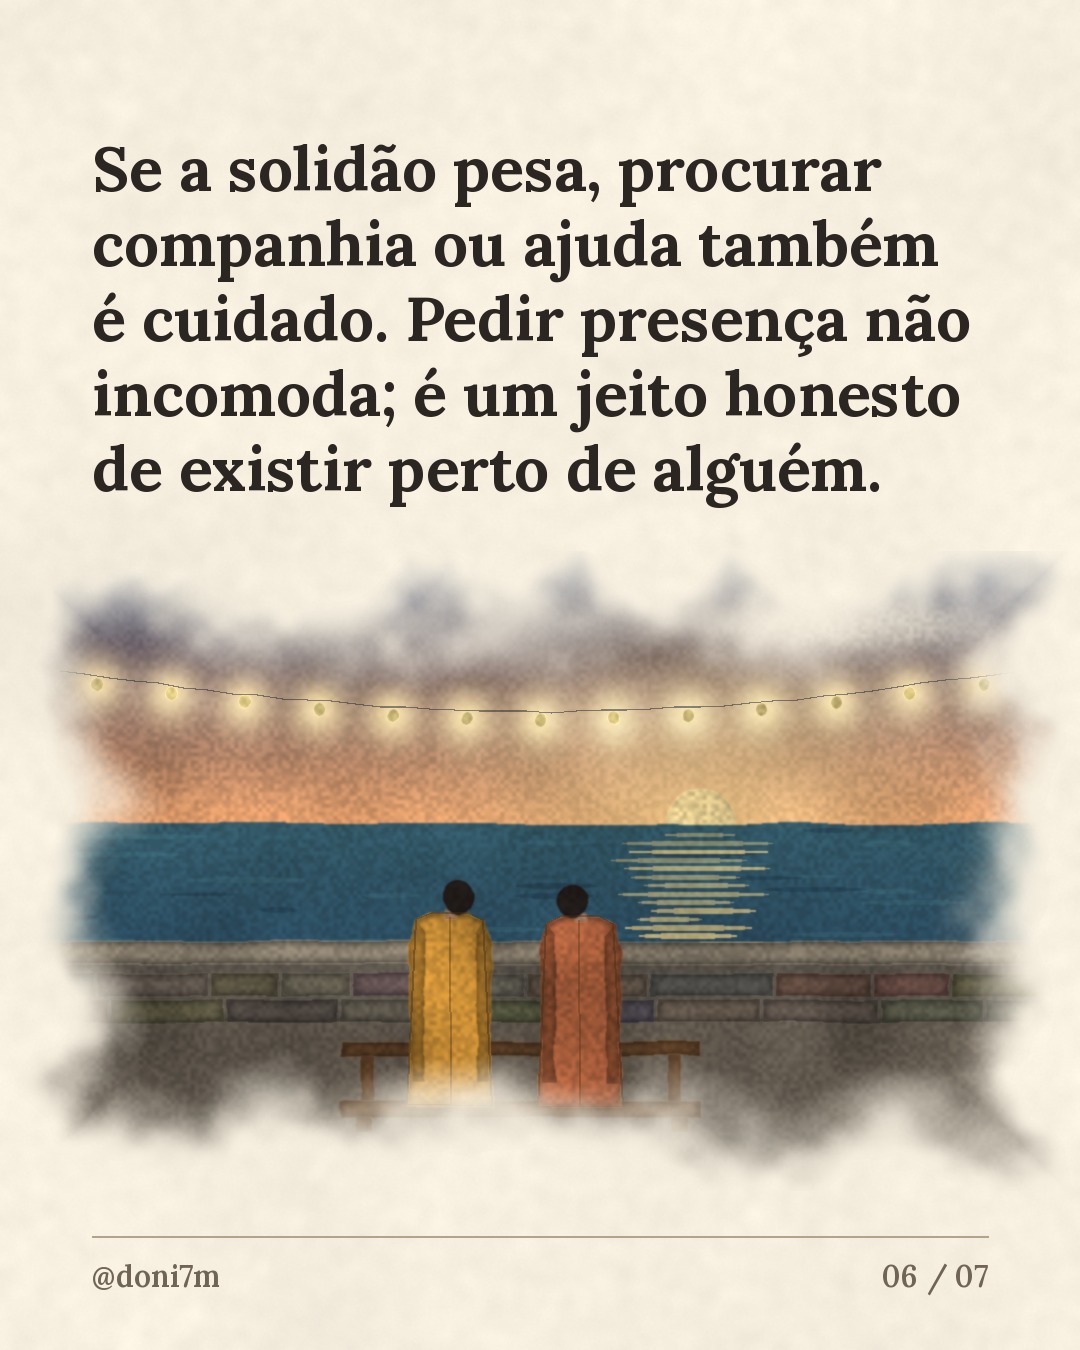 Se a solidão pesa, procurar
companhia ou ajuda também
é cuidado. Pedir presença não
incomoda; é um jeito honesto
de existir perto de alguém.
@doni7m
06 / 07